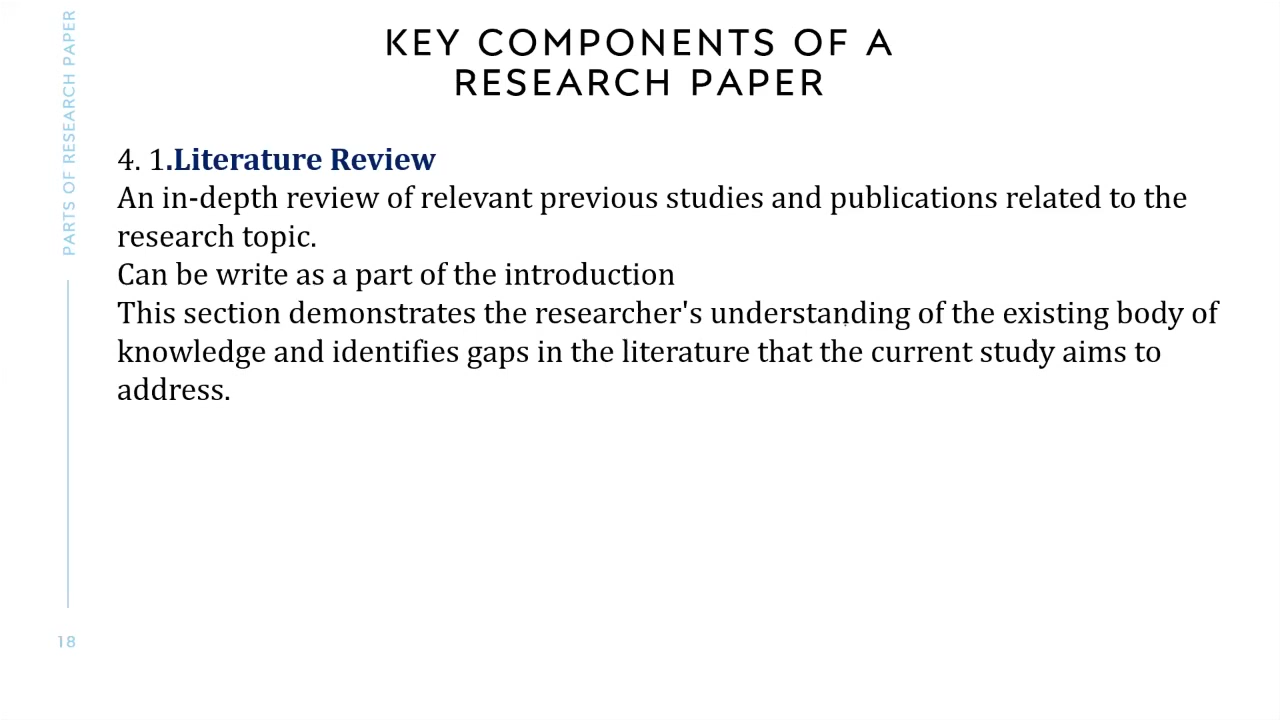 PARTS OF RESEARCH PAPER
KEY COMPONENTS OF A
RESEARCH PAPER
4. 1.Literature Review
An in-depth review of relevant previous studies and publications related to the
research topic.
Can be write as a part of the introduction
This section demonstrates the researcher's understanding of the existing body of
knowledge and identifies gaps in the literature that the current study aims to
address.
18